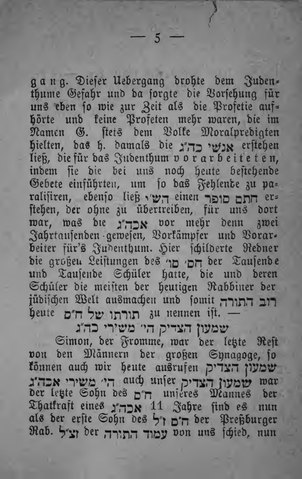 — 5 —
gang. Dieser Uebergang drohte dem Juden-
thume Gefahr und da sorgte die Vorsehung für
uns eben so wie zur Zeit als die Profetie auf-
hörte und keine Profeten mehr waren, die im
Namen G. stets dem Volke Moralpredigten
hielten, das h. damals die אנשי כה״ג erstehen
ließ, die für das Judenthum vorarbeiteten,
indem sie die bei uns noch heute bestehende
Gebete einführten, um so das Fehlende zu pa-
ralisiren, ebenso ließ הש״י einen חתם סופר er-
stehen, der ohne zu übertreiben, für uns dort
war, was die אכה״ג vor mehr denn zwei
Jahrtausenden gewesen, Vorkämpfer und Vorar-
beiter für's Judenthum. Hier schilderte Redner
die großen Leistungen des חס׳ סו׳ der Tausende
und Tausende Schüler hatte, die und deren
Schüler die meisten der heutigen Rabbiner der
jüdischen Welt ausmachen und somit רוב התורה
heute תורתו של ח״ס zu nennen ist. —
שמעון הצדיק הי׳ משירי כה״ג
Simon, der Fromme, war der letzte Rest
von den Männern der großen Synagoge, so
können auch wir heute ausrufen שמעון הצדיק
הי׳ משירי אכה״ג auch unser שמעון הצדיק war
der letzte Sohn des ח״ס unseres Mannes der
Thatkraft eines אכה״ג 11 Jahre sind es nun
als der erste Sohn des ח״ס ז״ל der Preßburger
Rab. עמוד התורה der זצ״ל von uns schied, nun